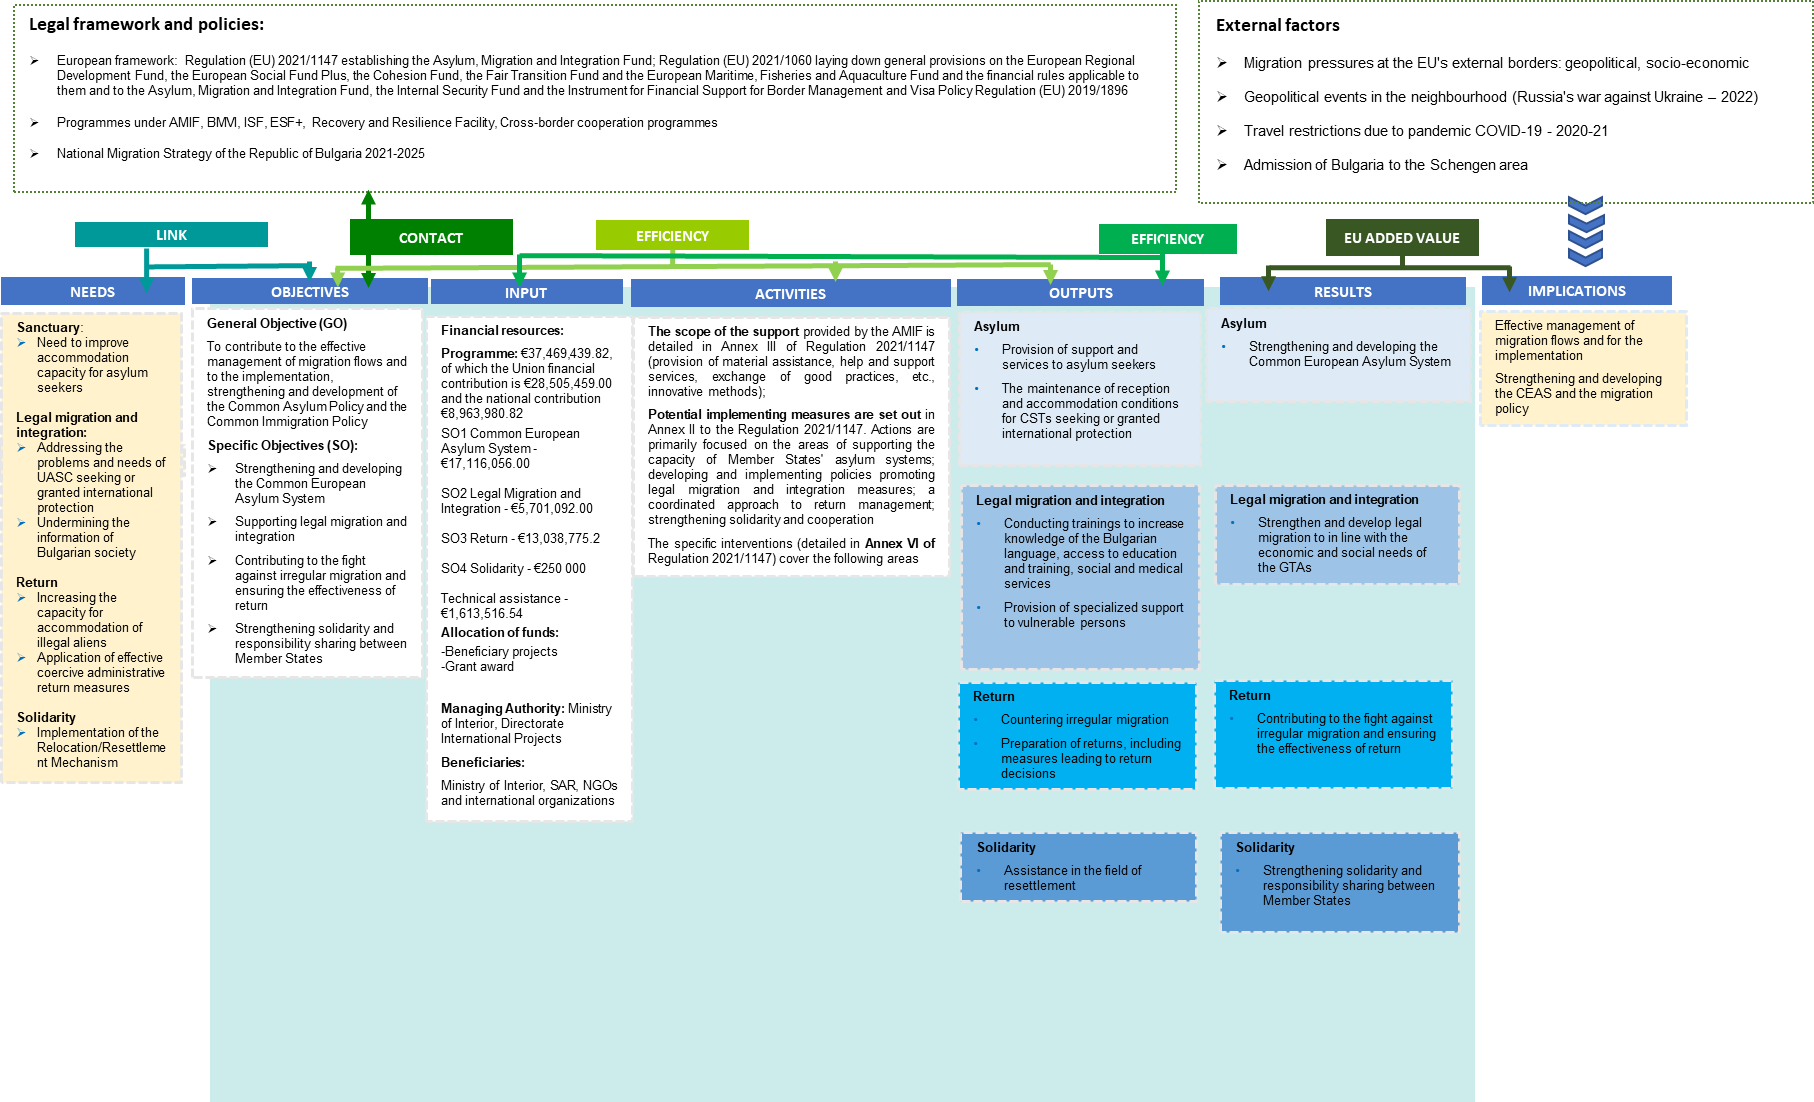 Legal framework and policies:
➢ European framework: Regulation (EU) 2021/1147 establishing the Asylum, Migration and Integration Fund; Regulation (EU) 2021/1060 laying down general provisions on the European Regional
Development Fund, the European Social Fund Plus, the Cohesion Fund, the Fair Transition Fund and the European Maritime, Fisheries and Aquaculture Fund and the financial rules applicable to
them and to the Asylum, Migration and Integration Fund, the Internal Security Fund and the Instrument for Financial Support for Border Management and Visa Policy Regulation (EU) 2019/1896
➢ Programmes under AMIF, BMVI, ISF, ESF+, Recovery and Resilience Facility, Cross-border cooperation programmes
➢ National Migration Strategy of the Republic of Bulgaria 2021-2025
External factors
➢ Migration pressures at the EU's external borders: geopolitical, socio-economic
➢ Geopolitical events in the neighbourhood (Russia's war against Ukraine – 2022)
➢ Travel restrictions due to pandemic COVID-19 - 2020-21
➢ Admission of Bulgaria to the Schengen area
LINK
CONTACT
EFFICIENCY
EFFICIENCY
EU ADDED VALUE
NEEDS
Sanctuary:
➢ Need to improve
accommodation
capacity for asylum
seekers
Legal migration and
integration:
➢ Addressing the
problems and needs of
UASC seeking or
granted international
protection
➢ Undermining the
information of
Bulgarian society
Return
➢ Increasing the
capacity for
accommodation of
illegal aliens
➢ Application of effective
coercive administrative
return measures
Solidarity
➢ Implementation of the
Relocation/Resettleme
nt Mechanism
OBJECTIVES
General Objective (GO)
To contribute to the effective
management of migration flows and
to the implementation,
strengthening and development of
the Common Asylum Policy and the
Common Immigration Policy
Specific Objectives (SO):
➢ Strengthening and developing
the Common European
Asylum System
➢ Supporting legal migration and
integration
➢ Contributing to the fight
against irregular migration and
ensuring the effectiveness of
return
➢ Strengthening solidarity and
responsibility sharing between
Member States
INPUT
Financial resources:
Programme: €37,469,439.82,
of which the Union financial
contribution is €28,505,459.00
and the national contribution
€8,963,980.82
SO1 Common European
Asylum System -
€17,116,056.00
SO2 Legal Migration and
Integration - €5,701,092.00
SO3 Return - €13,038,775.2
SO4 Solidarity - €250 000
Technical assistance -
€1,613,516.54
Allocation of funds:
-Beneficiary projects
-Grant award
Managing Authority: Ministry
of Interior, Directorate
International Projects
Beneficiaries:
Ministry of Interior, SAR, NGOs
and international organizations
ACTIVITIES
The scope of the support provided by the AMIF is
detailed in Annex III of Regulation 2021/1147
(provision of material assistance, help and support
services, exchange of good practices, etc.,
innovative methods);
Potential implementing measures are set out in
Annex II to the Regulation 2021/1147. Actions are
primarily focused on the areas of supporting the
capacity of Member States' asylum systems;
developing and implementing policies promoting
legal migration and integration measures; a
coordinated approach to return management;
strengthening solidarity and cooperation
The specific interventions (detailed in Annex VI of
Regulation 2021/1147) cover the following areas
OUTPUTS
Asylum
• Provision of support and
services to asylum seekers
• The maintenance of reception
and accommodation conditions
for CSTs seeking or granted
international protection
Legal migration and integration
• Conducting trainings to increase
knowledge of the Bulgarian
language, access to education
and training, social and medical
services
• Provision of specialized support
to vulnerable persons
Return
• Countering irregular migration
• Preparation of returns, including
measures leading to return
decisions
Solidarity
• Assistance in the field of
resettlement
RESULTS
Asylum
• Strengthening and developing the
Common European Asylum System
Legal migration and integration
• Strengthen and develop legal
migration to in line with the
economic and social needs of
the GTAs
Return
• Contributing to the fight against
irregular migration and ensuring
the effectiveness of return
Solidarity
• Strengthening solidarity and
responsibility sharing between
Member States
IMPLICATIONS
Effective management of
migration flows and for the
implementation
Strengthening and developing
the CEAS and the migration
policy